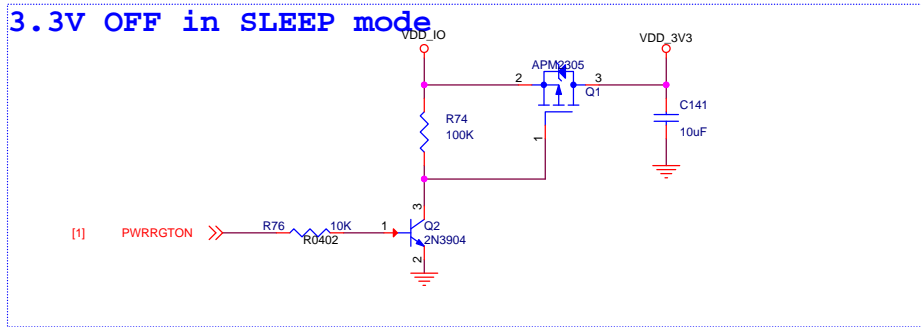 3.3V OFF in SLEEP mode
VDD_IO
VDD_3V3
APM2305
2
3
Q1
R74
100K
1
C141
10uF
3
[1]
PWRRGTON
R76
10K
R0402
1
Q2
2N3904
2